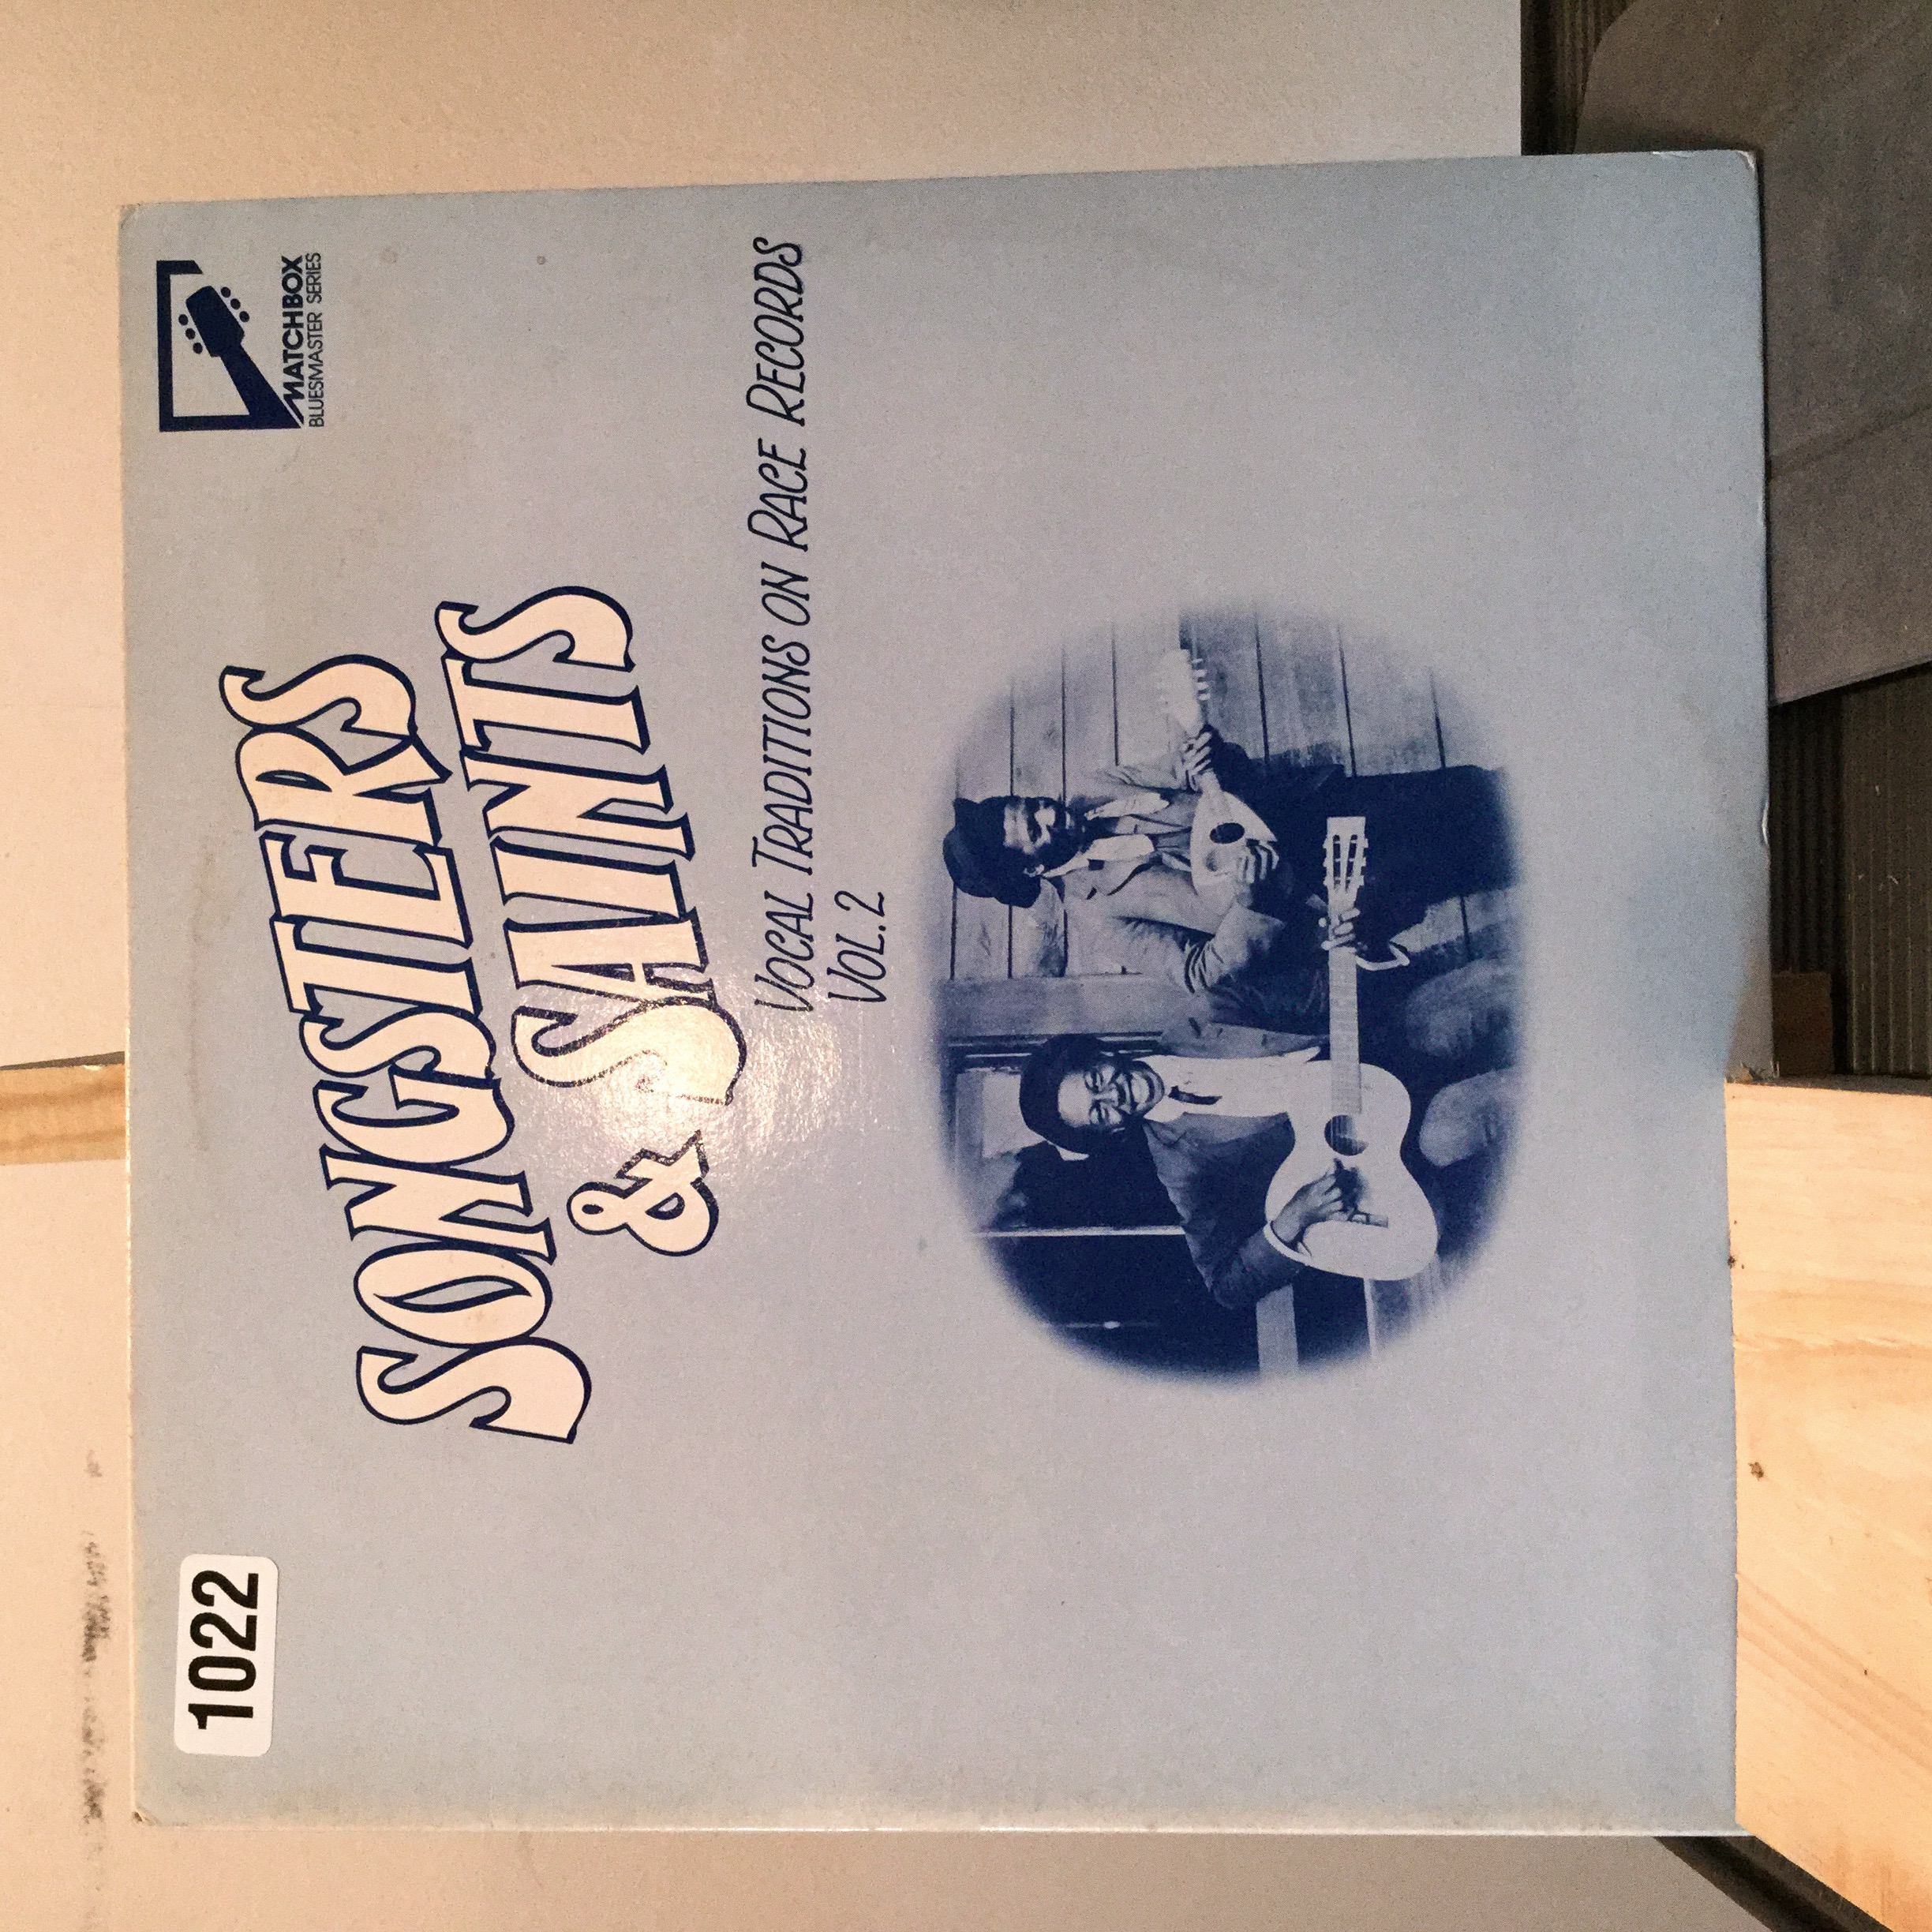 1022
MATCHBOX
BLUESMASTER SERIES
SONGSTERS
& SAINTS
VOCAL TRADITIONS ON RACE RECORDS
VOL.2